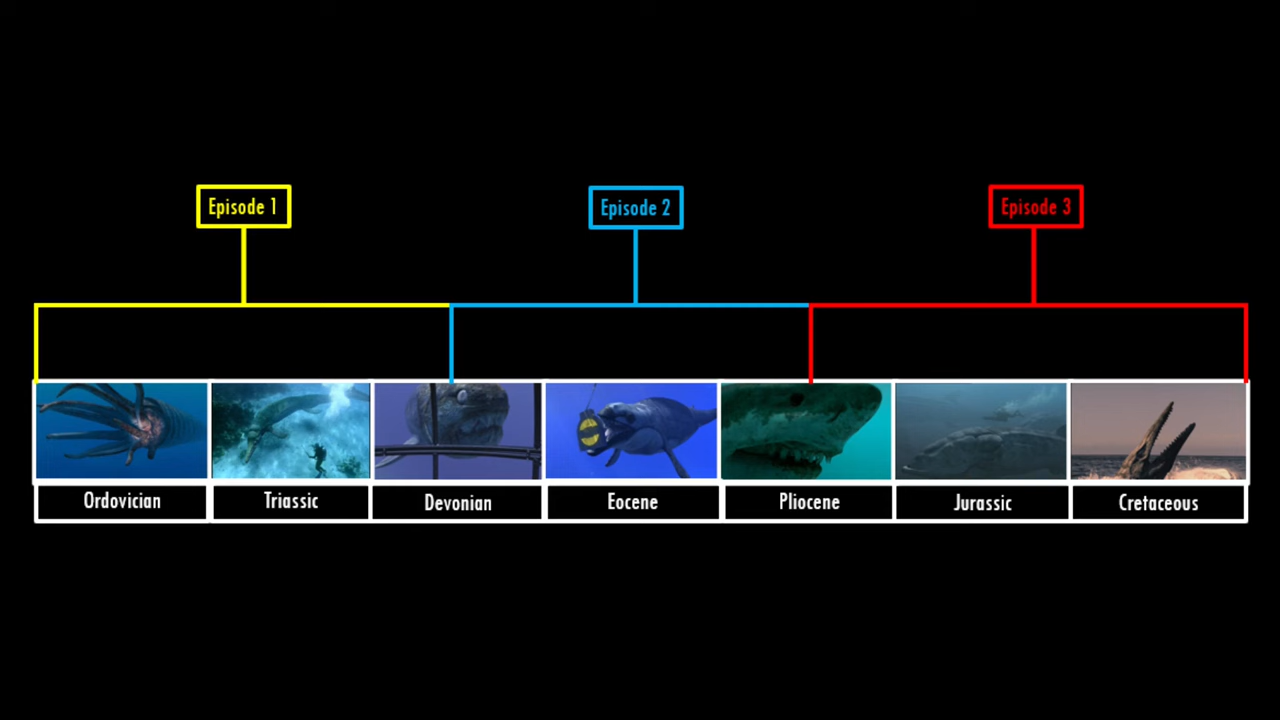 Episode 1
Episode 2
Episode 3
Ordovician
Triassic
Devonian
Eocene
Pliocene
Jurassic
Cretaceous